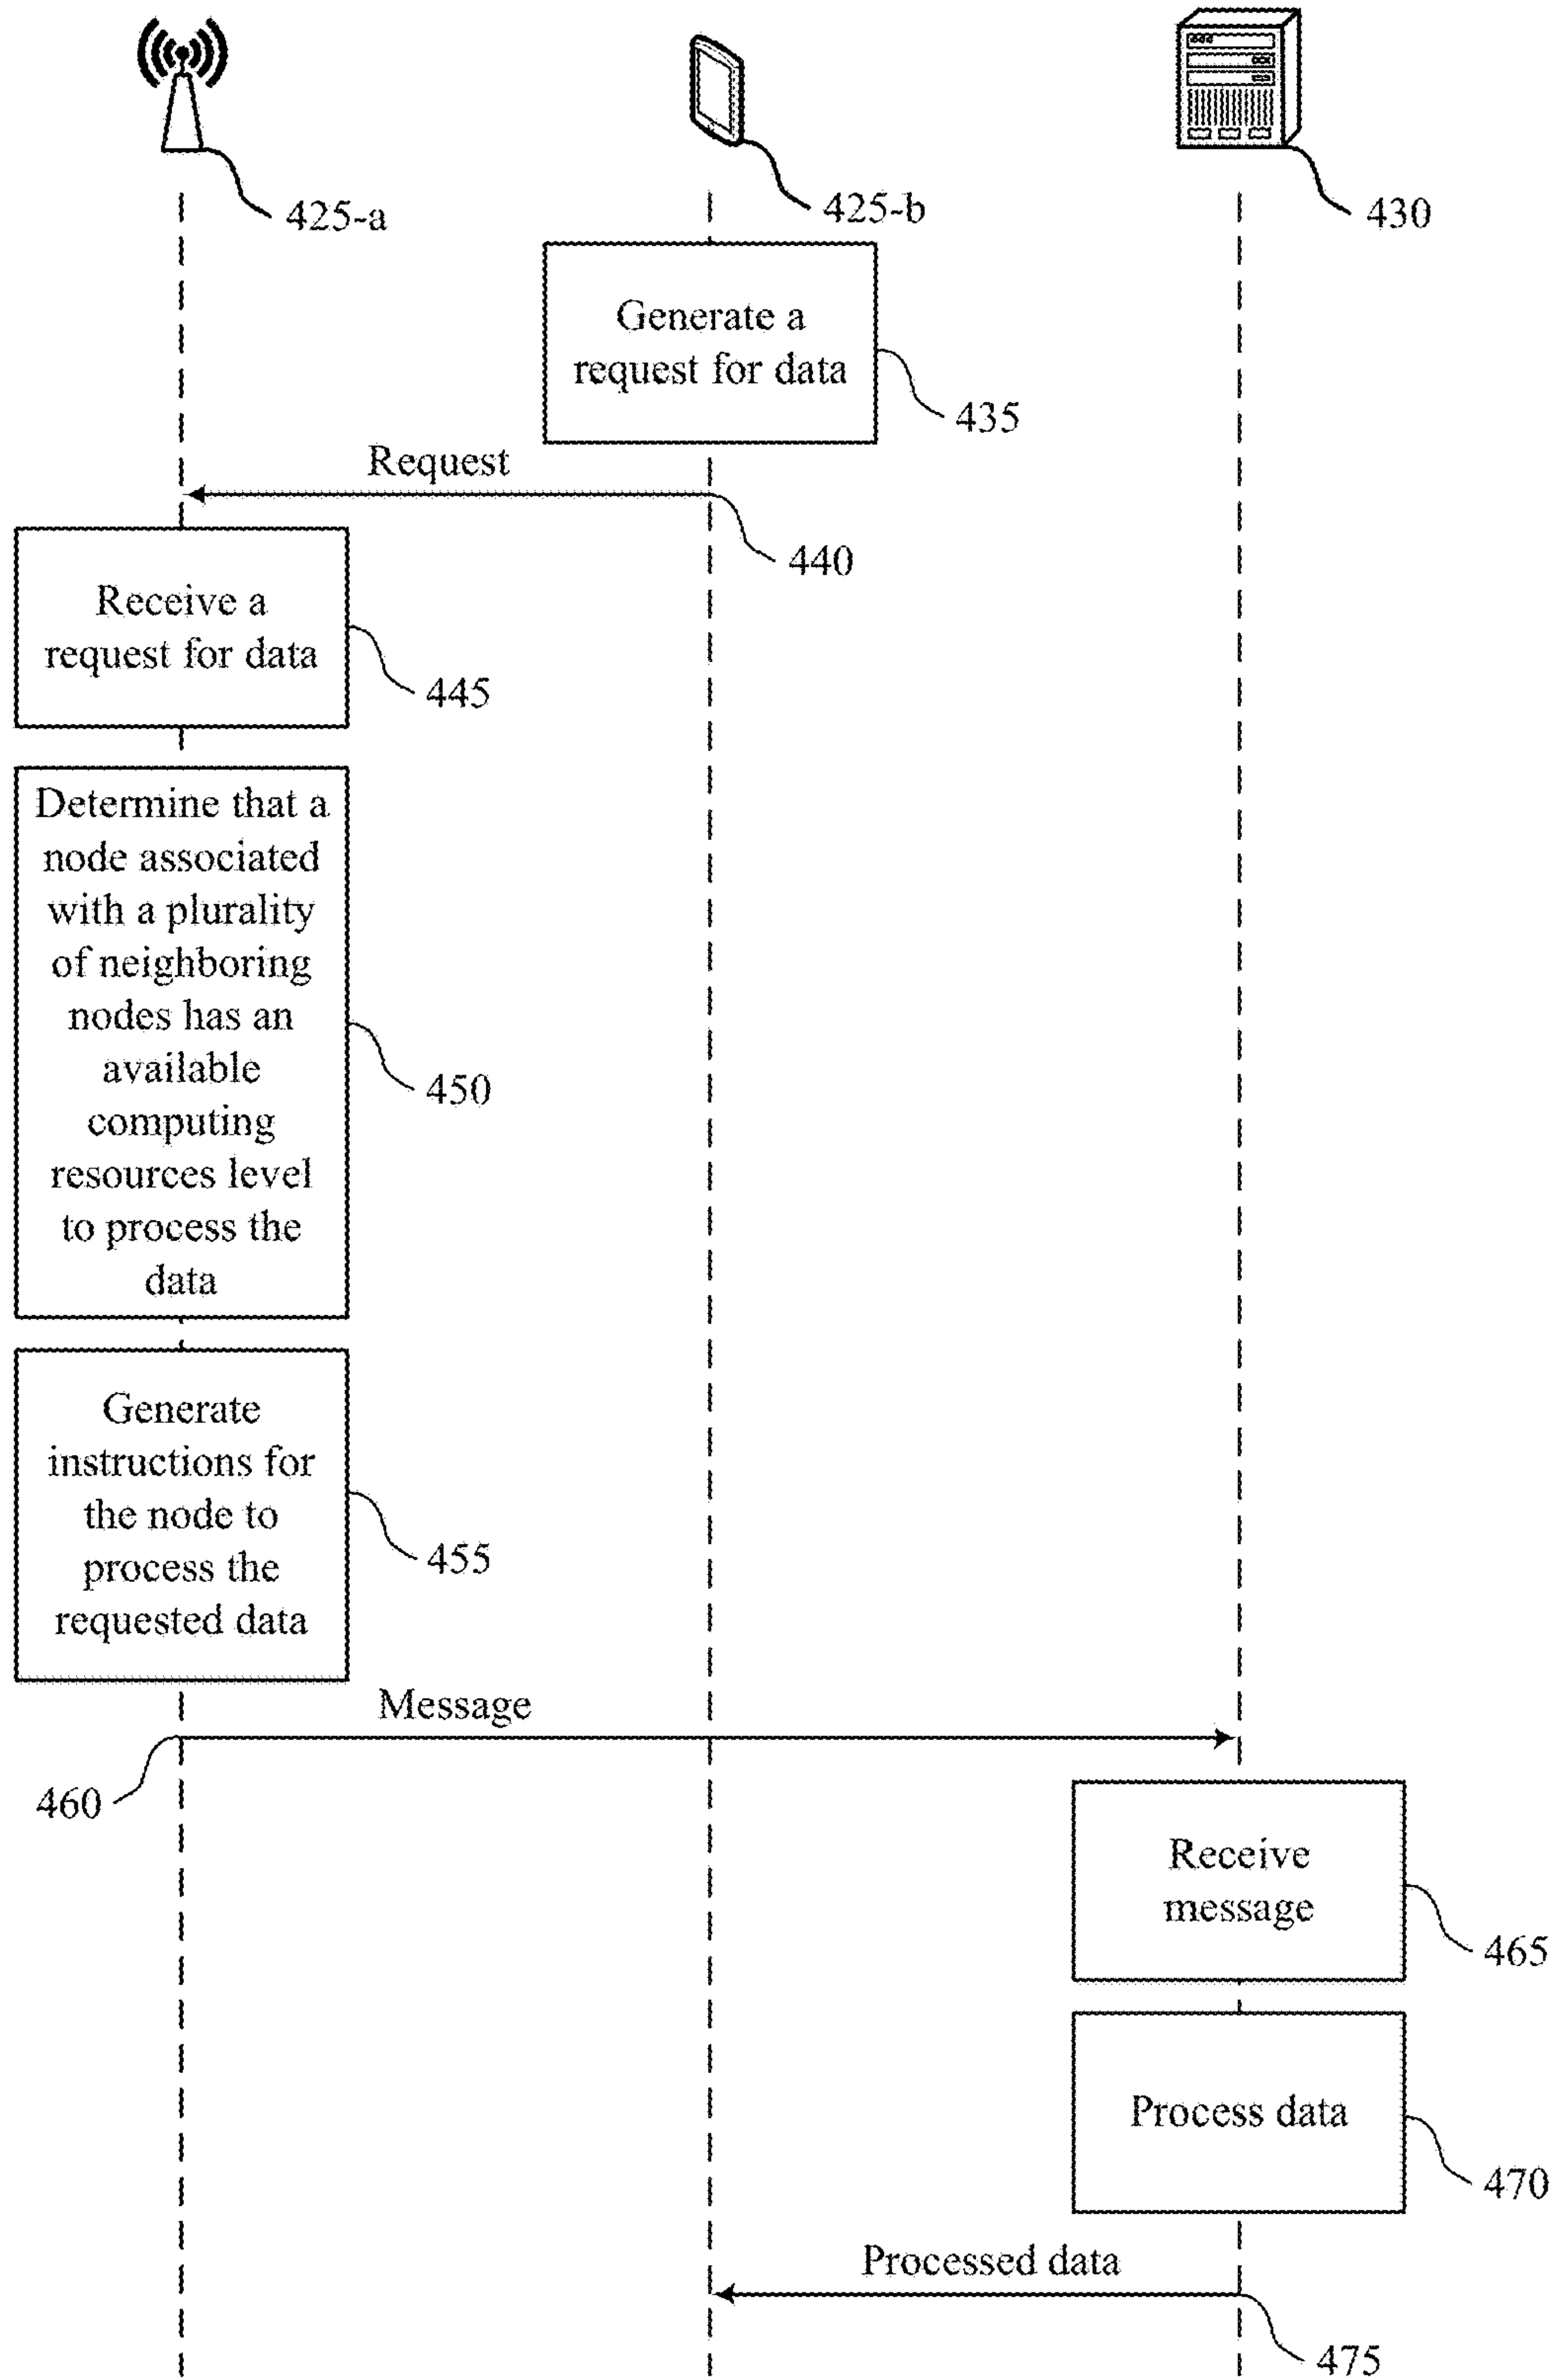 425-a
425-b
430
Generate a
request for data
435
Request
440
Receive a
request for data
445
Determine that a
node associated
with a plurality
of neighboring
nodes has an
available
computing
resources level
to process the
data
450
Generate
instructions for
the node to
process the
requested data
455
Message
460
Receive
message
465
Process data
470
Processed data
475